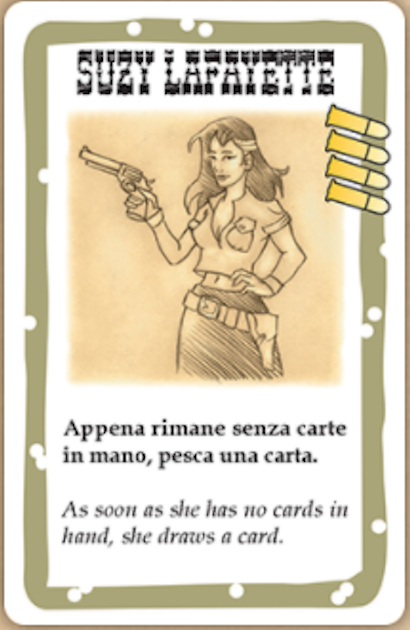 SUZY LAFAYETTE
Appena rimane senza carte
in mano, pesca una carta.
As soon as she has no cards in
hand, she draws a card.